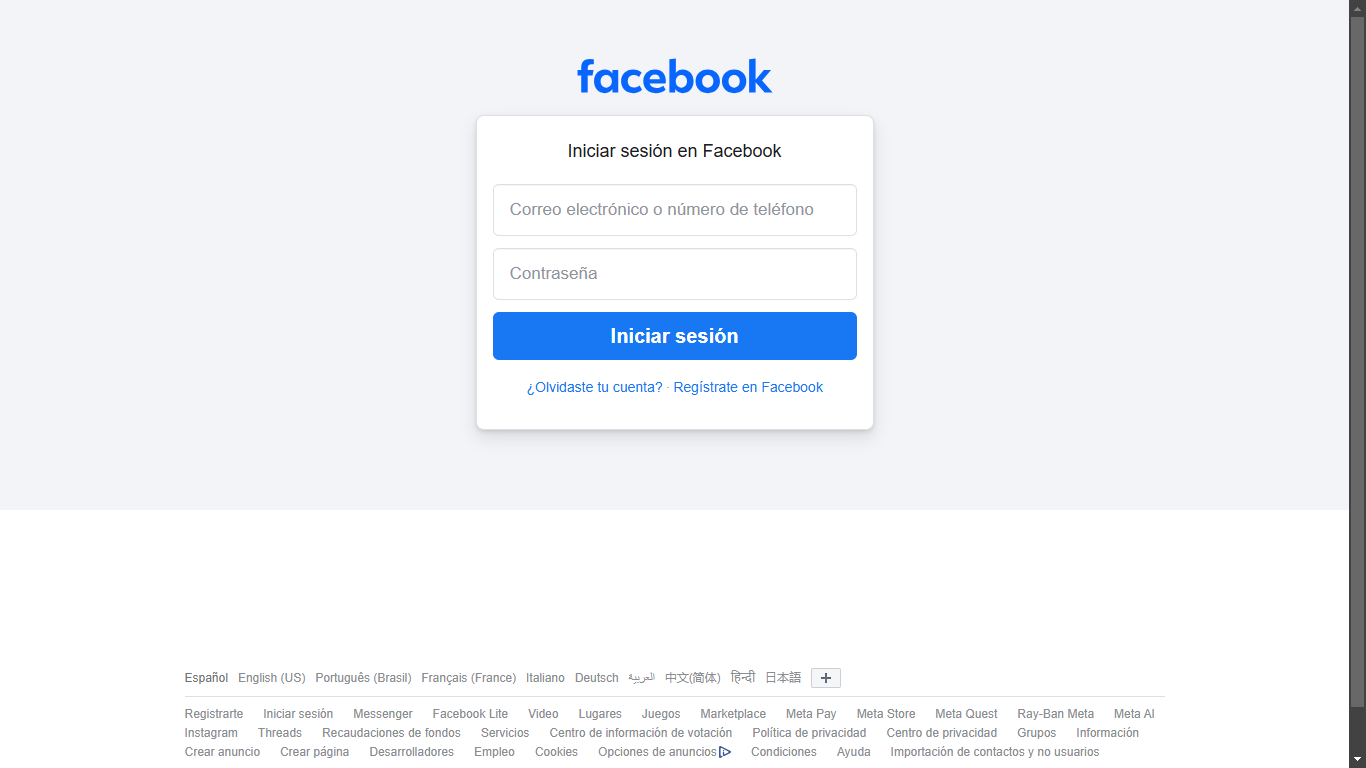 facebook
Iniciar sesión en Facebook
Correo electrónico o número de teléfono
Contraseña
Iniciar sesión
¿Olvidaste tu cuenta? · Regístrate en Facebook
Español English (US) Português (Brasil) Français (France) Italiano Deutsch العربية 中文(简体) हिन्दी 日本語
Registrarte Iniciar sesión Messenger Facebook Lite Video Lugares Juegos Marketplace Meta Pay Meta Store Meta Quest Ray-Ban Meta Meta AI
Instagram Threads Recaudaciones de fondos Servicios Centro de información de votación Política de privacidad Centro de privacidad Grupos Información
Crear anuncio Crear página Desarrolladores Empleo Cookies Opciones de anuncios Condiciones Ayuda Importación de contactos y no usuarios